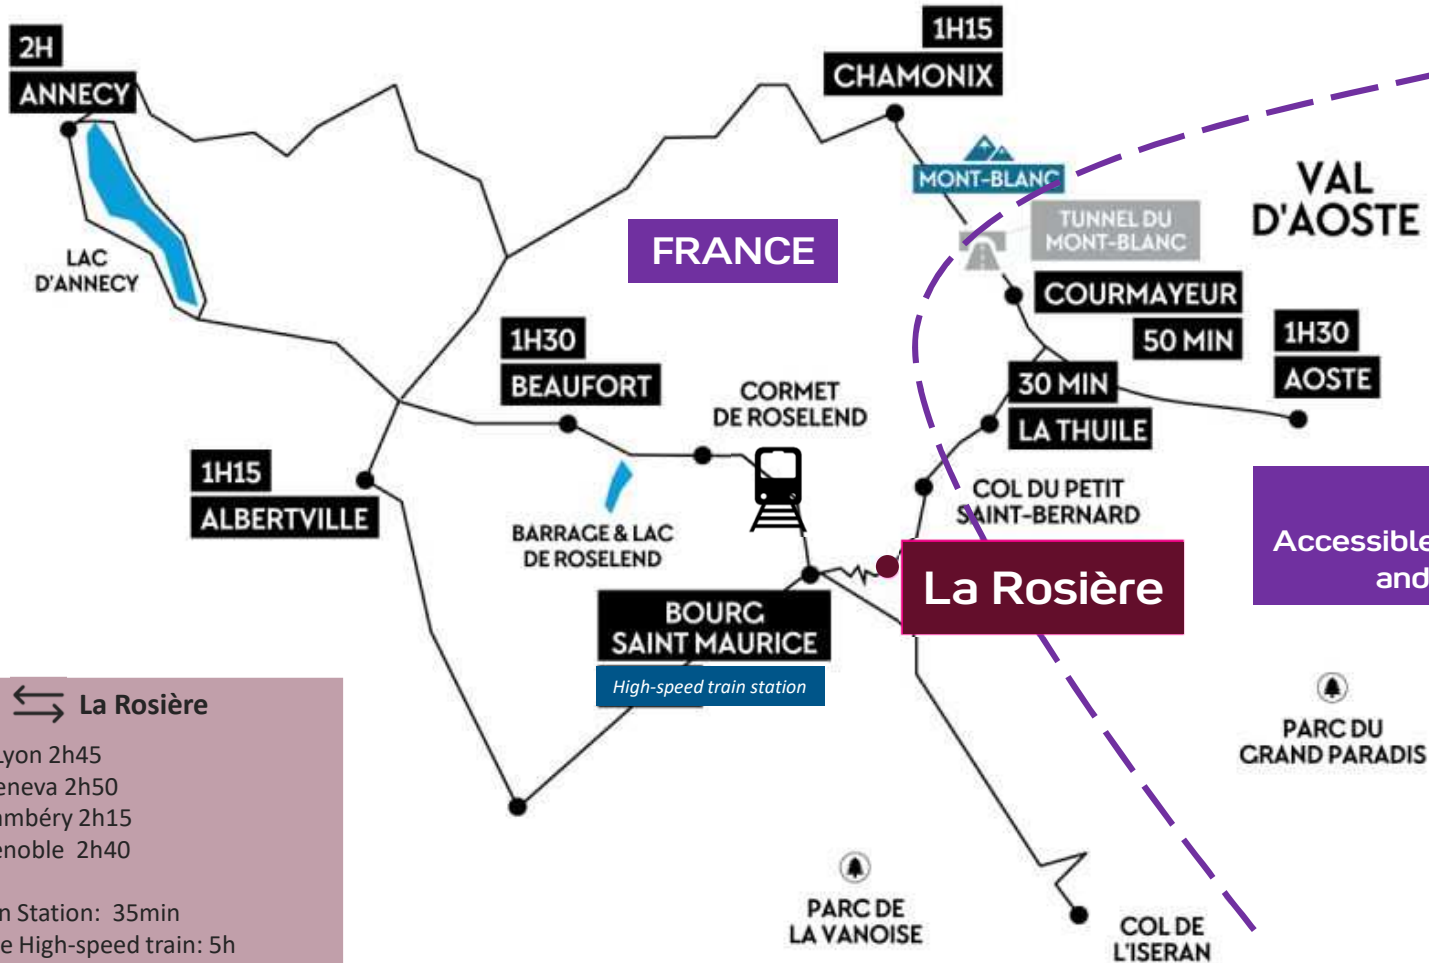 2H
ANNECY
1H15
CHAMONIX
MONT-BLANC
TUNNEL DU
MONT-BLANC
VAL
D'AOSTE
FRANCE
LAC
D'ANNECY
COURMAYEUR
50 MIN
1H30
AOSTE
1H30
BEAUFORT
30 MIN
LA THUILE
CORMET
DE ROSELEND
1H15
ALBERTVILLE
BARRAGE & LAC
DE ROSELEND
COL DU PETIT
SAINT-BERNARD
Accessible
and
La Rosière
BOURG
SAINT MAURICE
High-speed train station
La Rosière
Lyon 2h45
eneva 2h50
ambéry 2h15
enoble 2h40
n Station: 35min
e High-speed train: 5h
PARC DU
GRAND PARADIS
PARC DE
LA VANOISE
COL DE
L'ISERAN